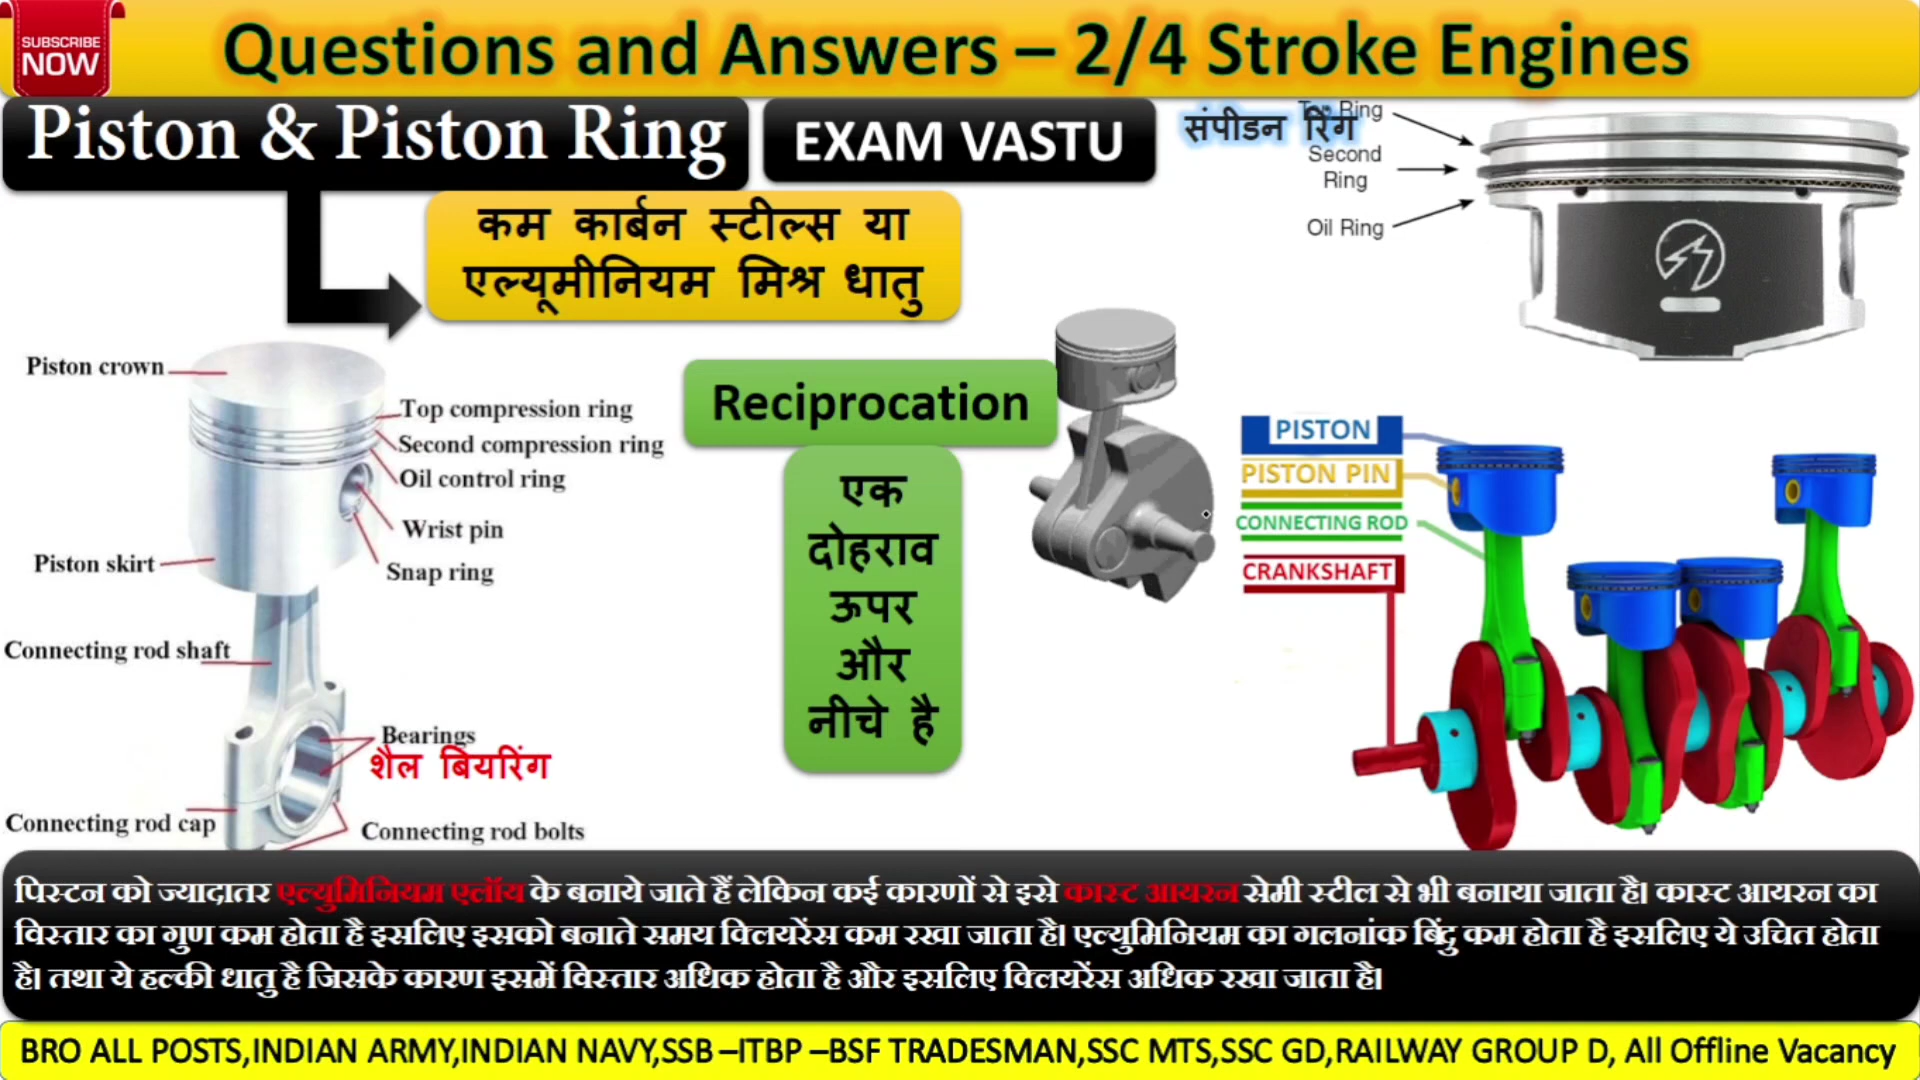 SUBSCRIBE
NOW
Questions and Answers – 2/4 Stroke Engines
Piston & Piston Ring
EXAM VASTU
संपीडन रिंग
Top Ring
Second
Ring
Oil Ring
कम कार्बन स्टील्स या
एल्यूमीनियम मिश्र धातु
Piston crown
Top compression ring
Second compression ring
Oil control ring
Wrist pin
Piston skirt
Snap ring
Connecting rod shaft
Bearings
शैल बियरिंग
Connecting rod cap
Connecting rod bolts
Reciprocation
एक
दोहराव
ऊपर
और
नीचे है
PISTON
PISTON PIN
CONNECTING ROD
CRANKSHAFT
पिस्टन को ज्यादातर एल्युमिनियम एलॉय के बनाये जाते हैं लेकिन कई कारणों से इसे कास्ट आयरन सेमी स्टील से भी बनाया जाता है। कास्ट आयरन का
विस्तार का गुण कम होता है इसलिए इसको बनाते समय क्लियरेंस कम रखा जाता है। एल्युमिनियम का गलनांक बिंदु कम होता है इसलिए ये उचित होता
है। तथा ये हल्की धातु है जिसके कारण इसमें विस्तार अधिक होता है और इसलिए क्लियरेंस अधिक रखा जाता है।
BRO ALL POSTS,INDIAN ARMY,INDIAN NAVY,SSB –ITBP –BSF TRADESMAN,SSC MTS,SSC GD,RAILWAY GROUP D, All Offline Vacancy